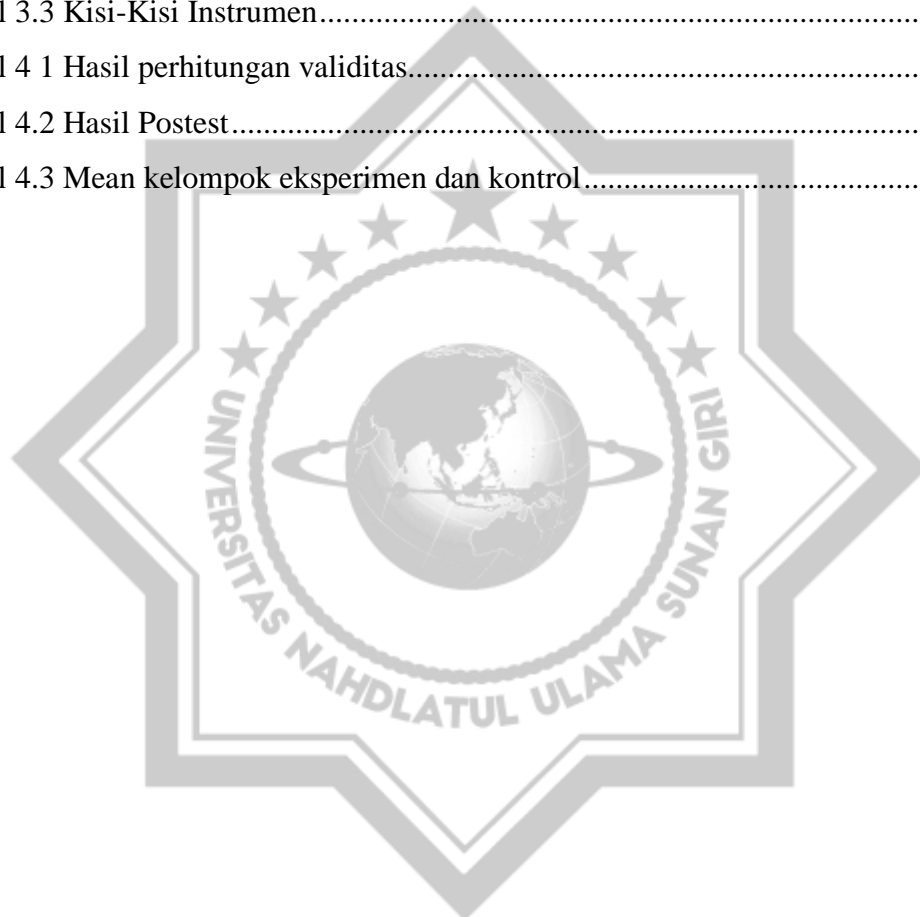 l 3.3 Kisi-Kisi Instrumen........................................................................
l 4 1 Hasil perhitungan validitas.............................................................
l 4.2 Hasil Postest...................................................................................
l 4.3 Mean kelompok eksperimen dan kontrol........................................
UNIVERSITAS NAHDLATUL ULAMA SUNAN GIRI